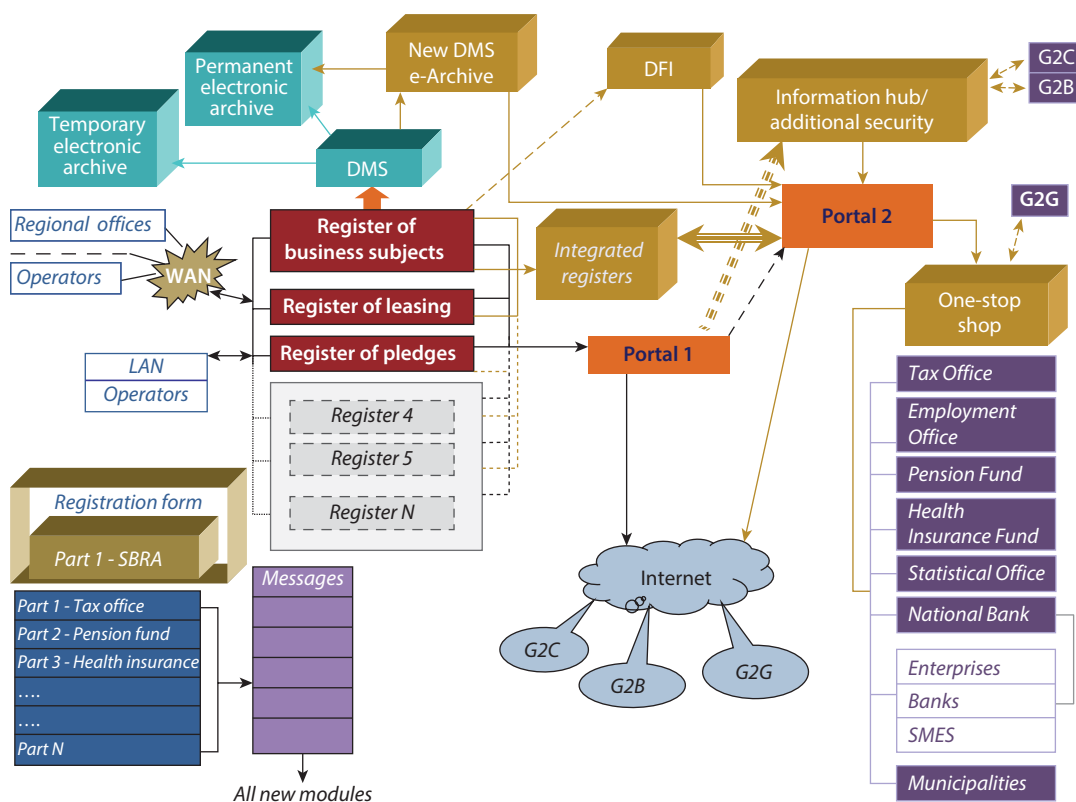 New DMS
e-Archive
DFI
Permanent
electronic
archive
Information hub/
additional security
G2C
G2B
Temporary
electronic
archive
DMS
Regional offices
WAN
Operators
Register of
business subjects
Integrated
registers
Portal 2
G2G
Register of leasing
One-stop
shop
Register of pledges
Portal 1
LAN
Operators
Tax Office
Register 4
Employment
Office
Register 5
Pension Fund
Register N
Health
Insurance Fund
Registration form
Part 1 - SBRA
Messages
Internet
Statistical Office
National Bank
Part 1 - Tax office
Part 2 - Pension fund
Part 3 - Health insurance
....
....
Part N
G2C
G2B
G2G
Enterprises
Banks
SMES
Municipalities
All new modules